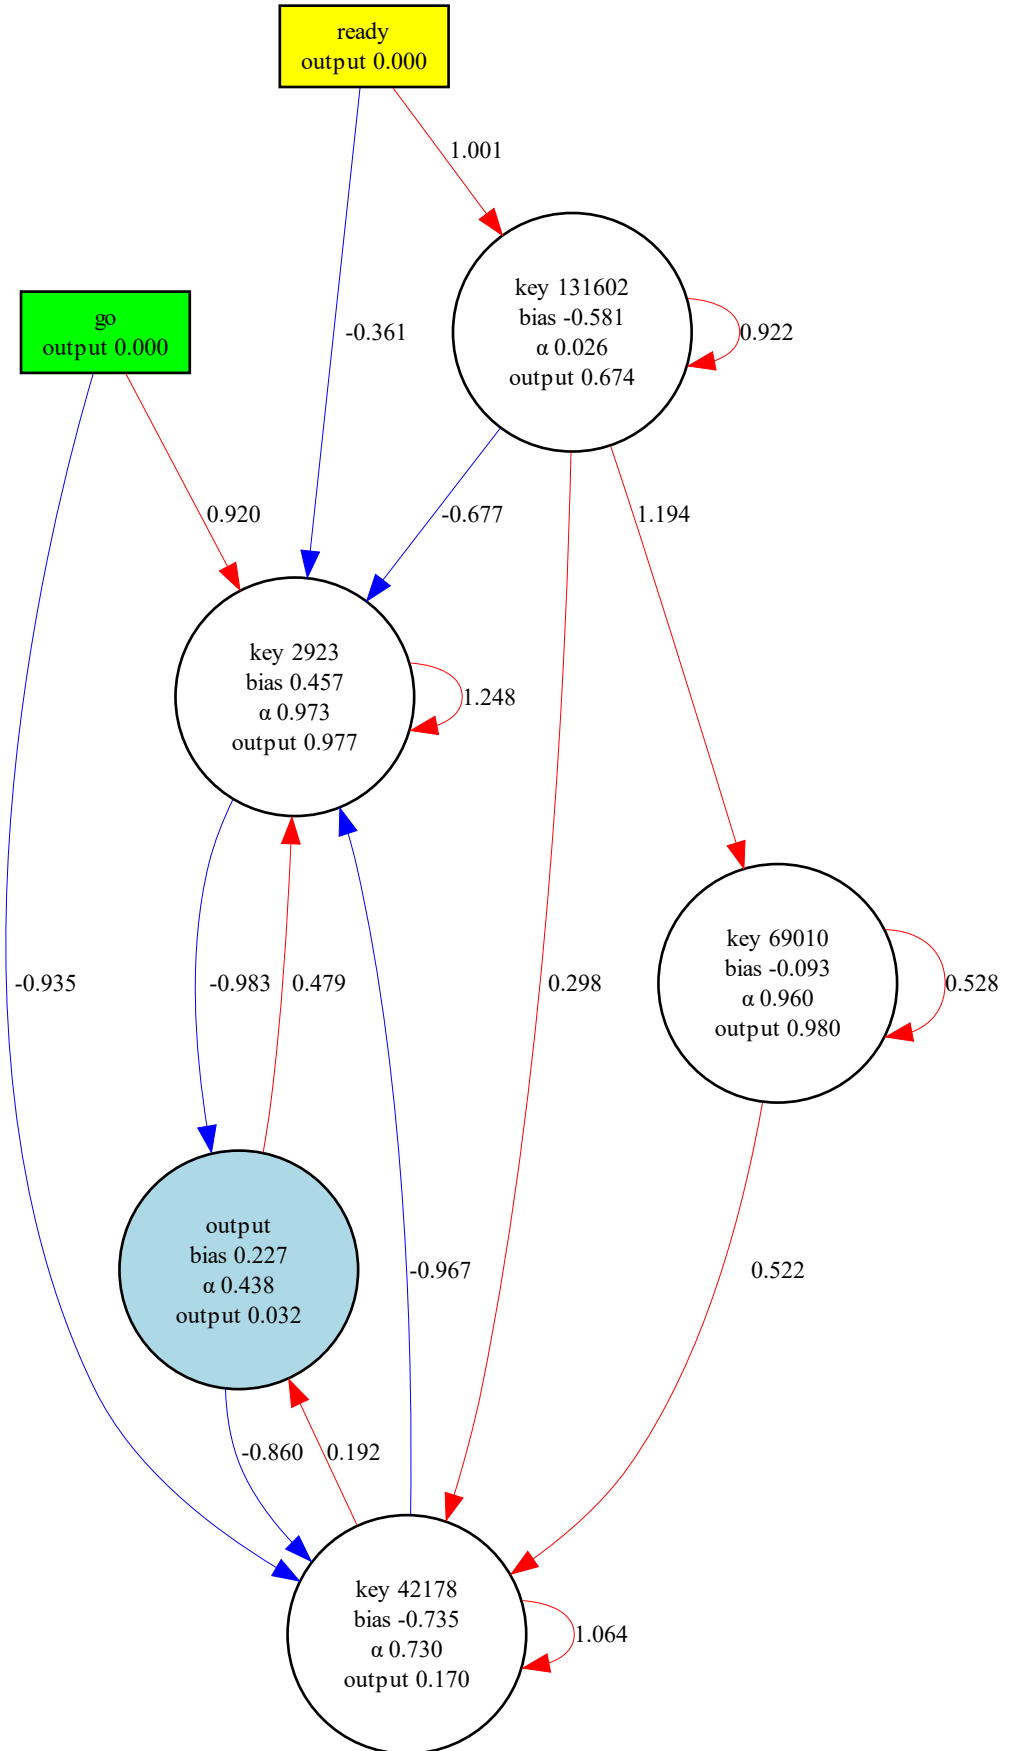 ready
output 0.000
1.001
key 131602
bias -0.581
α 0.026
output 0.674
0.922
go
output 0.000
-0.361
0.920
-0.677
1.194
key 2923
bias 0.457
α 0.973
output 0.977
1.248
key 69010
bias -0.093
α 0.960
output 0.980
0.528
-0.935
-0.983
0.479
0.298
output
bias 0.227
α 0.438
output 0.032
-0.967
0.522
-0.860
0.192
key 42178
bias -0.735
α 0.730
output 0.170
1.064